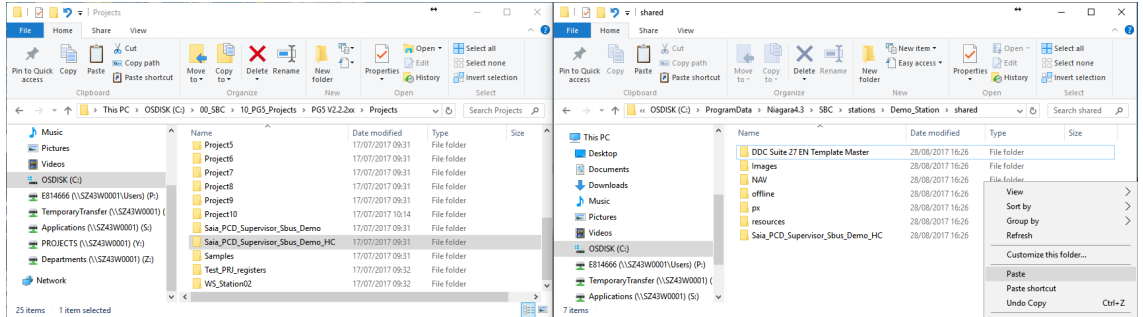 Projects
File Home Share View
Pin to Quick access
Copy
Paste
Cut
Copy path
Paste shortcut
Clipboard
Move to
Copy to
Delete
Rename
Organize
New folder
New
Properties
Open
Edit
History
Open
Select all
Select none
Invert selection
Select
This PC > OSDISK (C:) > 00_SBC > 10_PG5_Projects > PG5 V2.2.2xx > Projects
Search Projects
Music
Pictures
Videos
OSDISK (C:)
E814666 (\\SZ43W0001\Users) (P:)
TemporaryTransfer (\\SZ43W0001) (
Applications (\\SZ43W0001) (S:)
PROJECTS (\\SZ43W0001) (Y:)
Departments (\\SZ43W0001) (Z:)
Network
Name Date modified Type Size
Project5 17/07/2017 09:31 File folder
Project6 17/07/2017 09:31 File folder
Project7 17/07/2017 09:31 File folder
Project8 17/07/2017 09:31 File folder
Project9 17/07/2017 09:31 File folder
Project10 17/07/2017 10:14 File folder
Saia_PCD_Supervisor_Sbus_Demo 17/07/2017 09:31 File folder
Saia_PCD_Supervisor_Sbus_Demo_HC 17/07/2017 09:31 File folder
Samples 17/07/2017 09:31 File folder
Test_PRJ_registers 17/07/2017 09:32 File folder
WS_Station02 17/07/2017 09:32 File folder
25 items 1 item selected
shared
File Home Share View
Pin to Quick access
Copy
Paste
Cut
Copy path
Paste shortcut
Clipboard
Move to
Copy to
Delete
Rename
Organize
New folder
New item
Easy access
New
Properties
Open
Edit
History
Open
Select all
Select none
Invert selection
Select
« OSDISK (C:) > ProgramData > Niagara4.3 > SBC > stations > Demo_Station > shared
Search shared
This PC
Desktop
Documents
Downloads
Music
Pictures
Videos
OSDISK (C:)
E814666 (\\SZ43W0001\Users) (P:)
TemporaryTransfer (\\SZ43W0001) (
Applications (\\SZ43W0001) (S:)
Name Date modified Type Size
DDC Suite 27 EN Template Master 28/08/2017 16:26 File folder
Images 28/08/2017 16:26 File folder
NAV 28/08/2017 16:26 File folder
offline 28/08/2017 16:26
px 28/08/2017 16:26
resources 28/08/2017 16:26
Saia_PCD_Supervisor_Sbus_Demo_HC 28/08/2017 16:26
7 items
View
Sort by
Group by
Refresh
Customize this folder...
Paste
Paste shortcut
Undo Copy Ctrl+Z